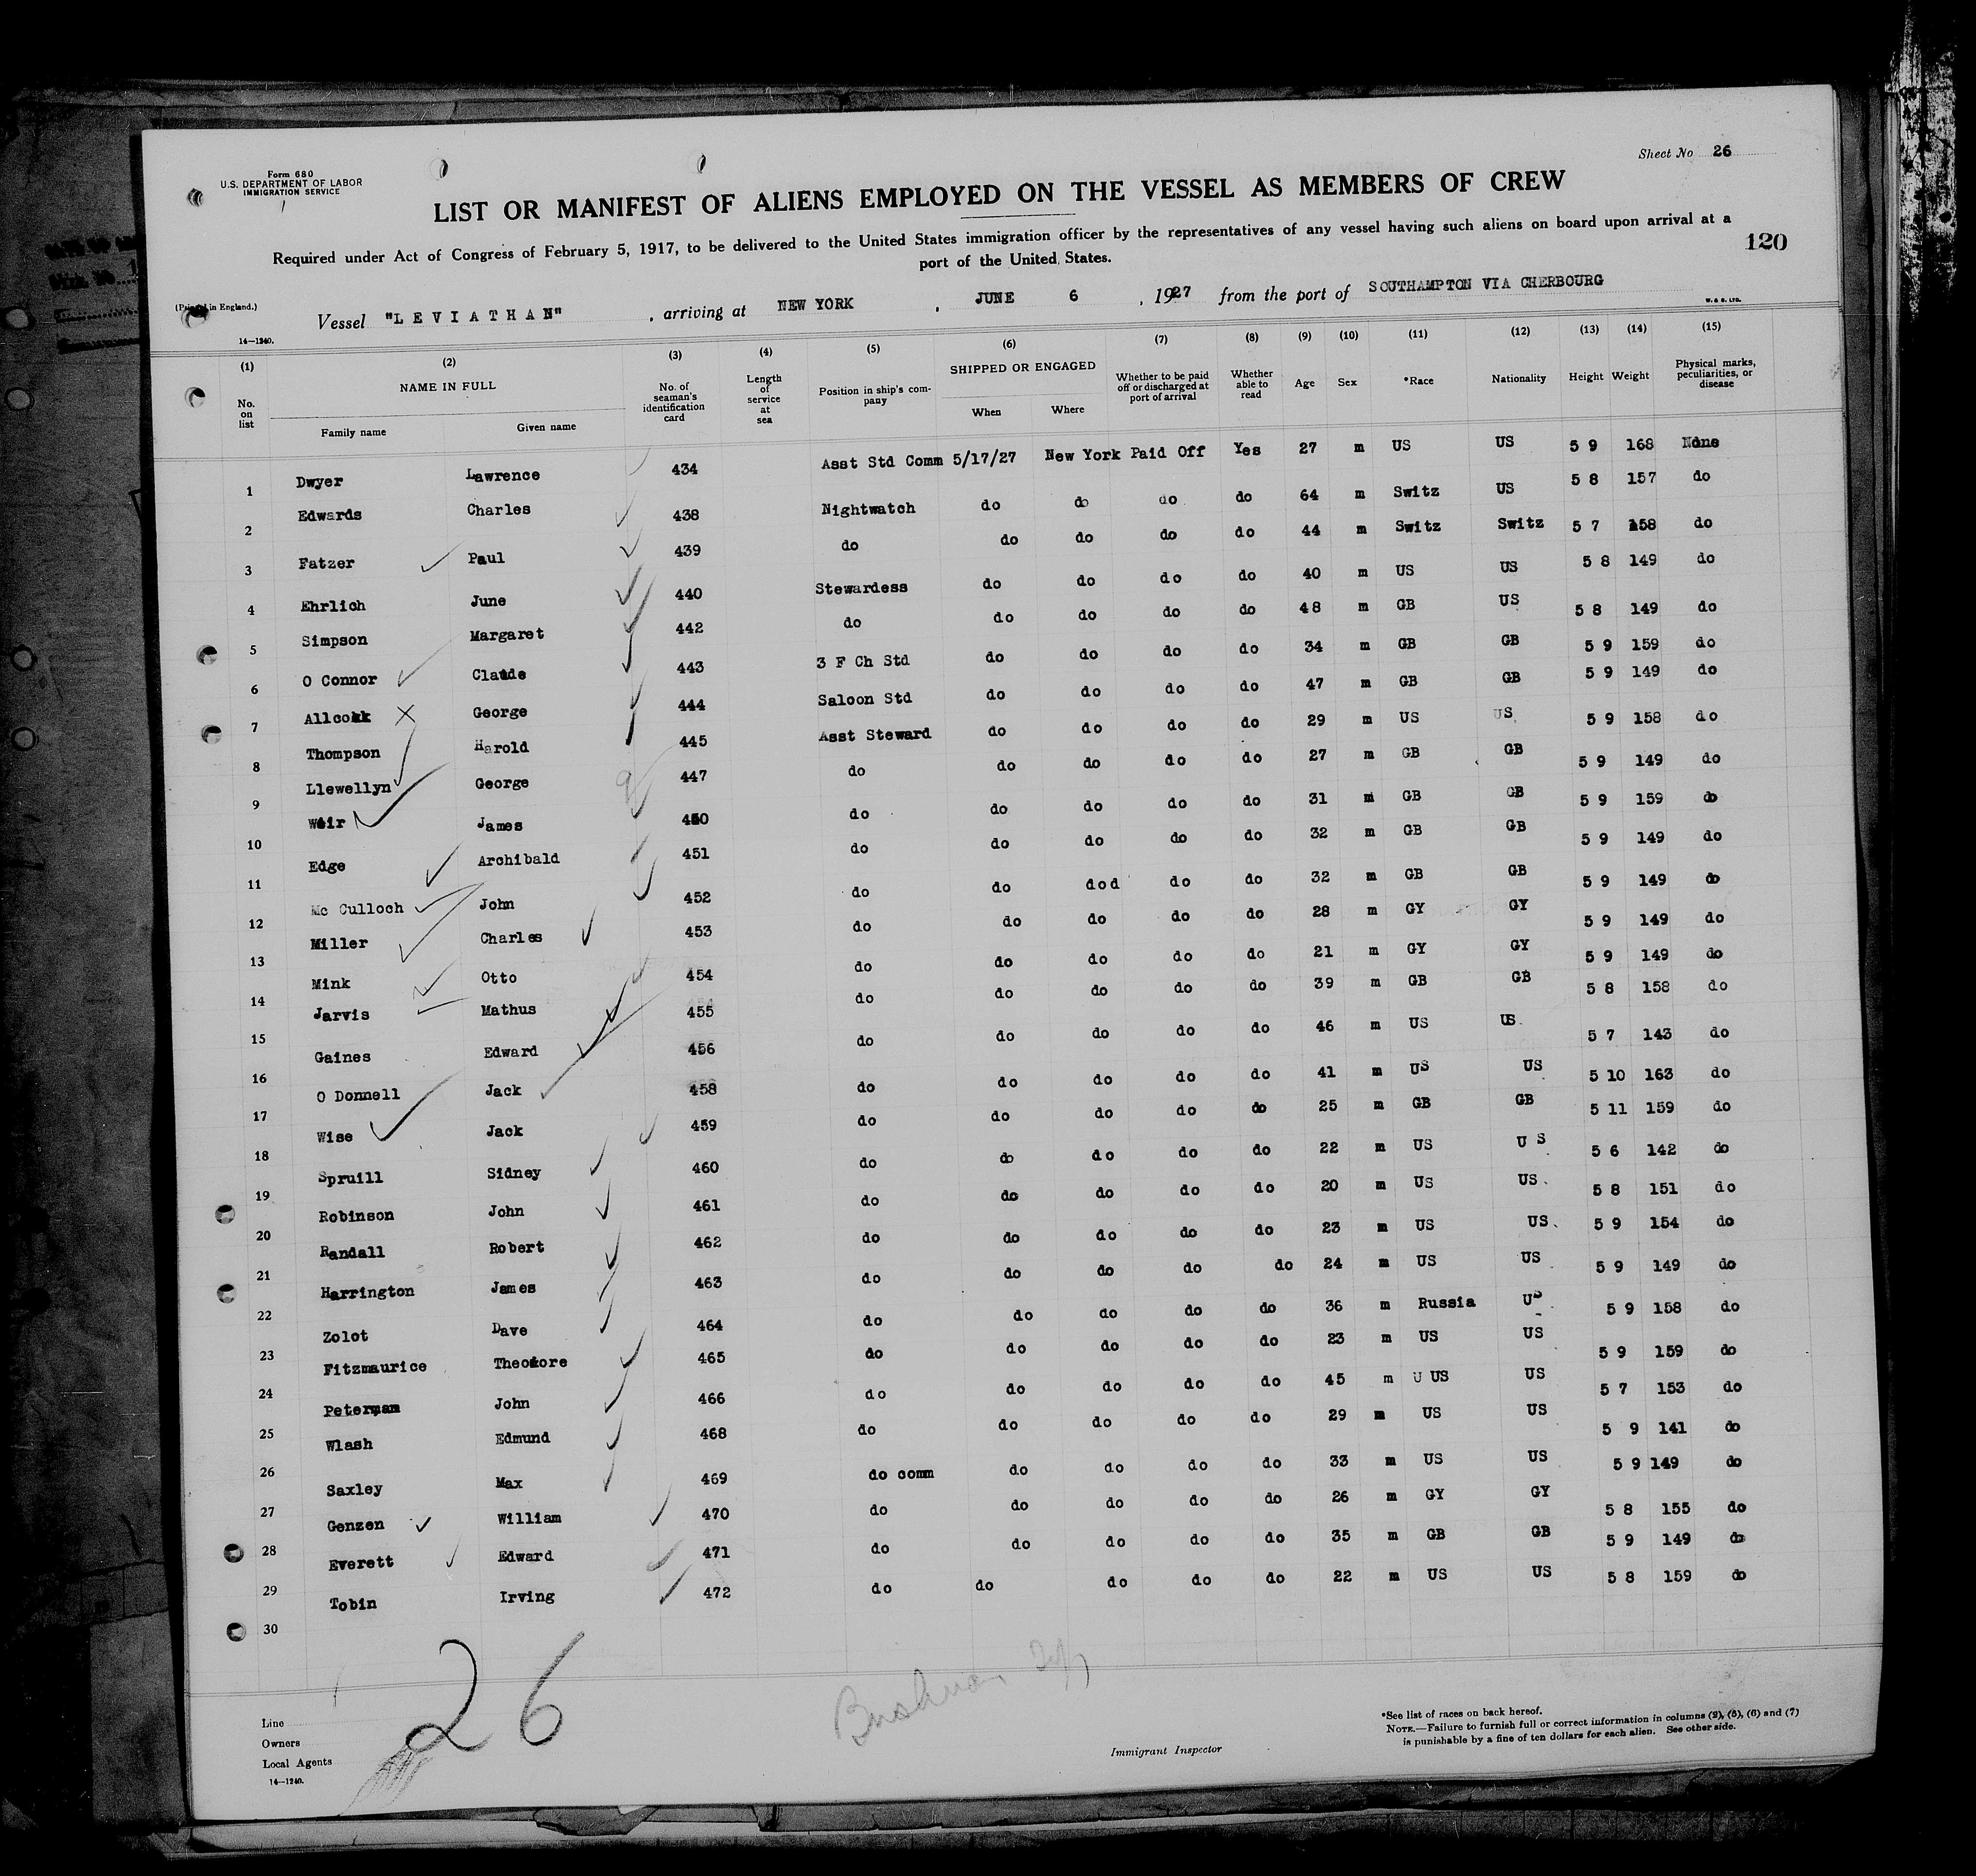 Sheet No 26
Form 680
U.S. DEPARTMENT OF LABOR
IMMIGRATION SERVICE
LIST OR MANIFEST OF ALIENS EMPLOYED ON THE VESSEL AS MEMBERS OF CREW
Required under Act of Congress of February 5, 1917, to be delivered to the United States immigration officer by the representatives of any vessel having such aliens on board upon arrival at a
port of the United States.
120
(Printed in England.)
Vessel "LEVIATHAN" , arriving at NEW YORK , JUNE 6 , 1927 from the port of SOUTHAMPTON VIA CHERBOURG
W. & S. LTD.
14—1240.
(1) (2) (3) (4) (5) (6) (7) (8) (9) (10) (11) (12) (13) (14) (15)
No. on list NAME IN FULL Family name Given name No. of seaman's identification card Length of service at sea Position in ship's company SHIPPED OR ENGAGED When Where Whether to be paid off or discharged at port of arrival Whether able to read Age Sex *Race Nationality Height Weight Physical marks, peculiarities, or disease
1 Dwyer Lawrence 434 Asst Std Comm 5/17/27 New York Paid Off Yes 27 m US US 5 9 168 None
2 Edwards Charles 438 Nightwatch do do do do 64 m Switz US 5 8 157 do
3 Fatzer Paul 439 do do do do do 44 m Switz Switz 5 7 158 do
4 Ehrlich June 440 Stewardess do do do do 40 m US US 5 8 149 do
5 Simpson Margaret 442 do do do do do 48 m GB US 5 8 149 do
6 O Connor Claude 443 3 F Ch Std do do do do 34 m GB GB 5 9 159 do
7 Allcokk George 444 Saloon Std do do do do 47 m GB GB 5 9 149 do
8 Thompson Harold 445 Asst Steward do do do do 29 m US US 5 9 158 do
9 Llewellyn George 447 do do do do do 27 m GB GB 5 9 149 do
10 Weir James 450 do do do do do 31 m GB GB 5 9 159 do
11 Edge Archibald 451 do do do do do 32 m GB GB 5 9 149 do
12 Mc Culloch John 452 do do dod do do 32 m GB GB 5 9 149 do
13 Miller Charles 453 do do do do do 28 m GY GY 5 9 149 do
14 Mink Otto 454 do do do do do 21 m GY GY 5 9 149 do
15 Jarvis Mathus 455 do do do do do 39 m GB GB 5 8 158 do
16 Gaines Edward 456 do do do do do 46 m US US 5 7 143 do
17 O Donnell Jack 458 do do do do do 41 m US US 5 10 163 do
18 Wise Jack 459 do do do do do 25 m GB GB 5 11 159 do
19 Spruill Sidney 460 do do do do do 22 m US U S 5 6 142 do
20 Robinson John 461 do do do do do 20 m US US 5 8 151 do
21 Randall Robert 462 do do do do do 23 m US US 5 9 154 do
22 Harrington James 463 do do do do do 24 m US US 5 9 149 do
23 Zolot Dave 464 do do do do do 36 m Russia US 5 9 158 do
24 Fitzmaurice Theodore 465 do do do do do 23 m US US 5 9 159 do
25 Peterman John 466 do do do do do 45 m U US US 5 7 153 do
26 Wlash Edmund 468 do do do do do 29 m US US 5 9 141 do
27 Saxley Max 469 do comm do do do do 33 m US US 5 9 149 do
28 Genzen William 470 do do do do do 26 m GY GY 5 8 155 do
29 Everett Edward 471 do do do do do 35 m GB GB 5 9 149 do
30 Tobin Irving 472 do do do do do 22 m US US 5 8 159 do
26
Line
Owners
Local Agents
14—1240.
Immigrant Inspector
*See list of races on back hereof.
NOTE.—Failure to furnish full or correct information in columns (2), (5), (6) and (7)
is punishable by a fine of ten dollars for each alien. See other side.